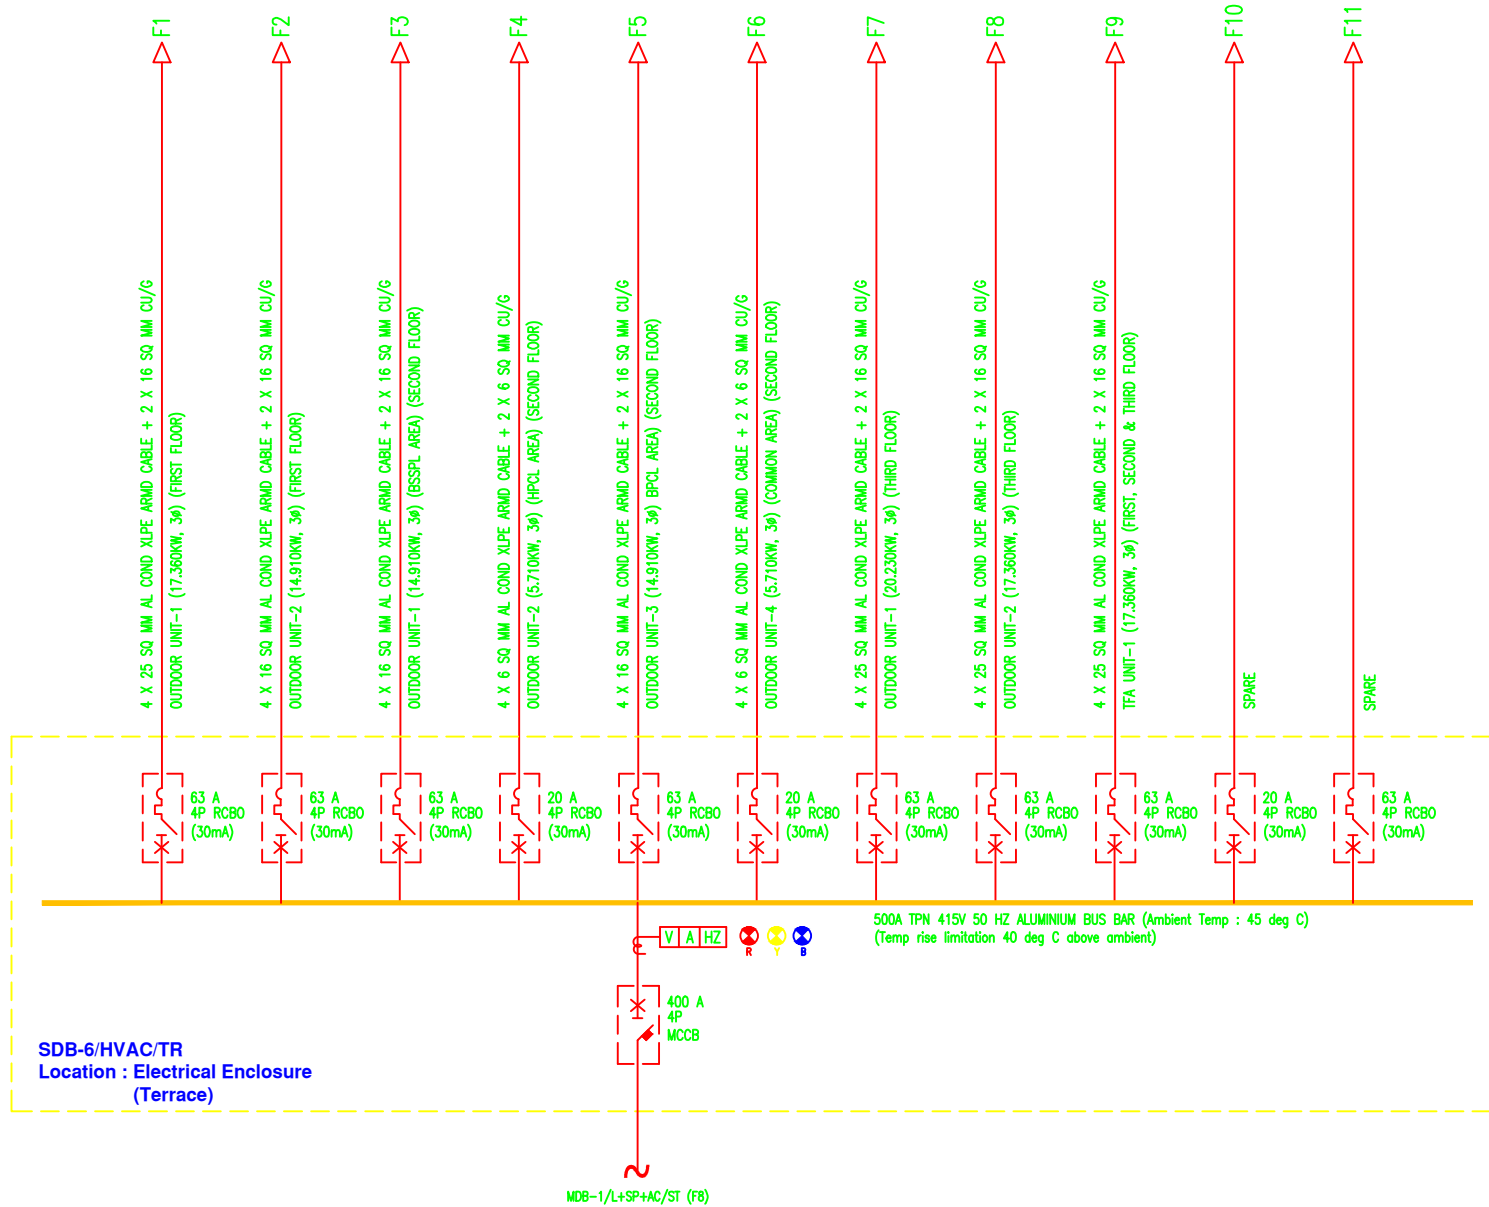 F1
F2
F3
F4
F5
F6
F7
F8
F9
F10
F11
4 X 25 SQ MM AL COND XLPE ARMD CABLE + 2 X 16 SQ MM CU/G
OUTDOOR UNIT-1 (17.360KW, 3ø) (FIRST FLOOR)
4 X 16 SQ MM AL COND XLPE ARMD CABLE + 2 X 16 SQ MM CU/G
OUTDOOR UNIT-2 (14.910KW, 3ø) (FIRST FLOOR)
4 X 16 SQ MM AL COND XLPE ARMD CABLE + 2 X 16 SQ MM CU/G
OUTDOOR UNIT-1 (14.910KW, 3ø) (BSSPL AREA) (SECOND FLOOR)
4 X 6 SQ MM AL COND XLPE ARMD CABLE + 2 X 6 SQ MM CU/G
OUTDOOR UNIT-2 (5.710KW, 3ø) (HPCL AREA) (SECOND FLOOR)
4 X 16 SQ MM AL COND XLPE ARMD CABLE + 2 X 16 SQ MM CU/G
OUTDOOR UNIT-3 (14.910KW, 3ø) BPCL AREA) (SECOND FLOOR)
4 X 6 SQ MM AL COND XLPE ARMD CABLE + 2 X 6 SQ MM CU/G
OUTDOOR UNIT-4 (5.710KW, 3ø) (COMMON AREA) (SECOND FLOOR)
4 X 25 SQ MM AL COND XLPE ARMD CABLE + 2 X 16 SQ MM CU/G
OUTDOOR UNIT-1 (20.230KW, 3ø) (THIRD FLOOR)
4 X 25 SQ MM AL COND XLPE ARMD CABLE + 2 X 16 SQ MM CU/G
OUTDOOR UNIT-2 (17.360KW, 3ø) (THIRD FLOOR)
4 X 25 SQ MM AL COND XLPE ARMD CABLE + 2 X 16 SQ MM CU/G
TFA UNIT-1 (17.360KW, 3ø) (FIRST, SECOND & THIRD FLOOR)
SPARE
SPARE
63 A
4P RCBO
(30mA)
63 A
4P RCBO
(30mA)
63 A
4P RCBO
(30mA)
20 A
4P RCBO
(30mA)
63 A
4P RCBO
(30mA)
20 A
4P RCBO
(30mA)
63 A
4P RCBO
(30mA)
63 A
4P RCBO
(30mA)
63 A
4P RCBO
(30mA)
20 A
4P RCBO
(30mA)
63 A
4P RCBO
(30mA)
500A TPN 415V 50 HZ ALUMINIUM BUS BAR (Ambient Temp : 45 deg C)
(Temp rise limitation 40 deg C above ambient)
V A HZ
R Y B
400 A
4P
MCCB
SDB-6/HVAC/TR
Location : Electrical Enclosure
(Terrace)
MDB-1/L+SP+AC/ST (F8)